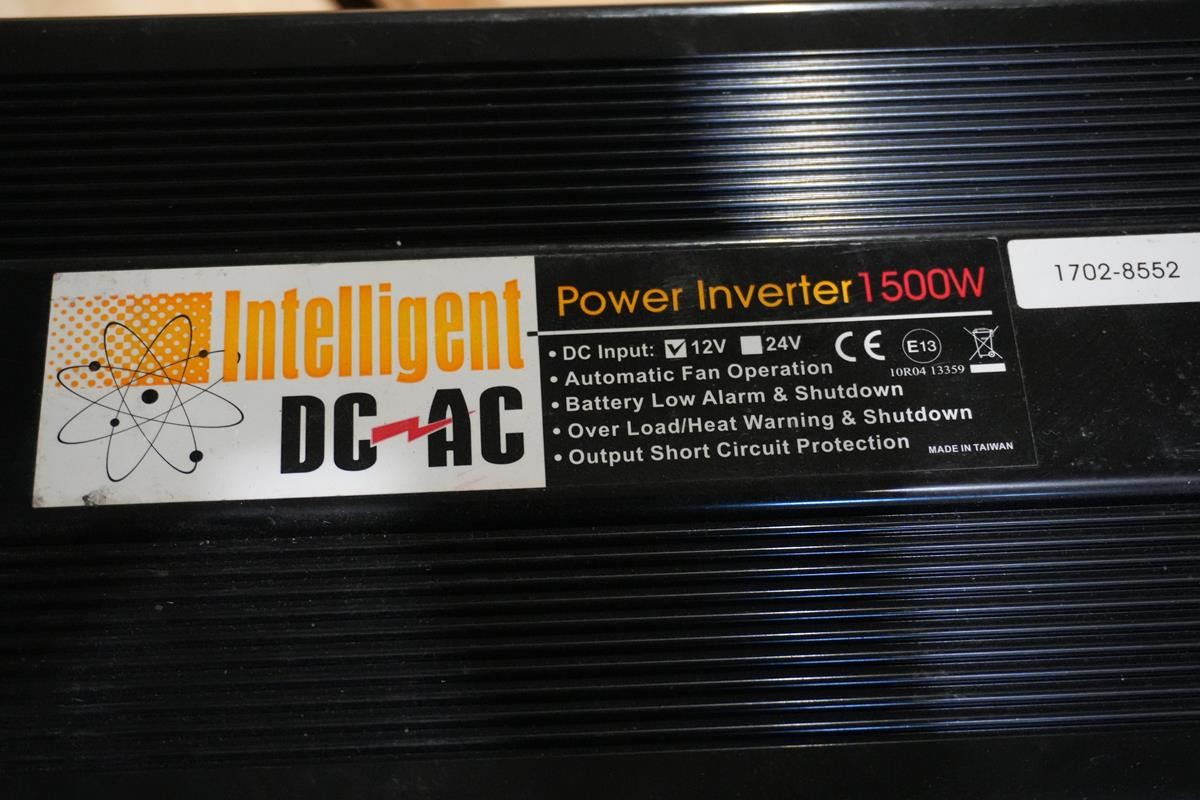 Intelligent
DC AC
Power Inverter 1500W
• DC Input: ☑ 12V ☐ 24V
CE E13
10R04 13359
• Automatic Fan Operation
• Battery Low Alarm & Shutdown
• Over Load/Heat Warning & Shutdown
• Output Short Circuit Protection
MADE IN TAIWAN
1702-8552